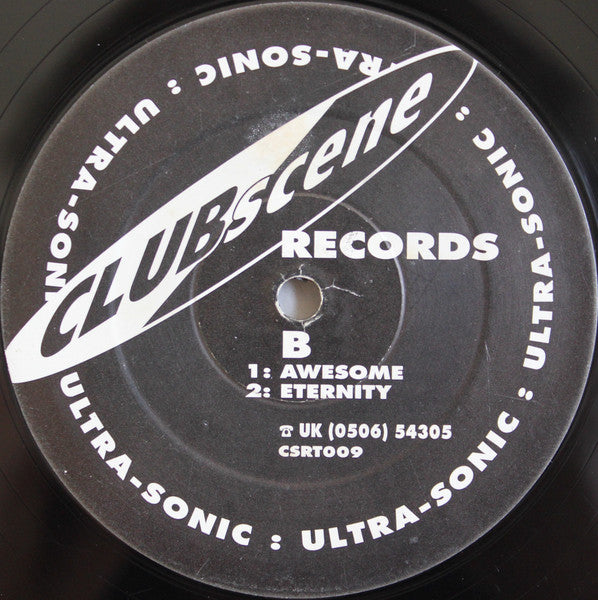 CLUBscene
RECORDS
B
1: AWESOME
2: ETERNITY
☎ UK (0506) 54305
CSRT009
ULTRA-SONIC : ULTRA-SONIC : ULTRA-SONIC : ULTRA-SONIC : ULTRA-SONI